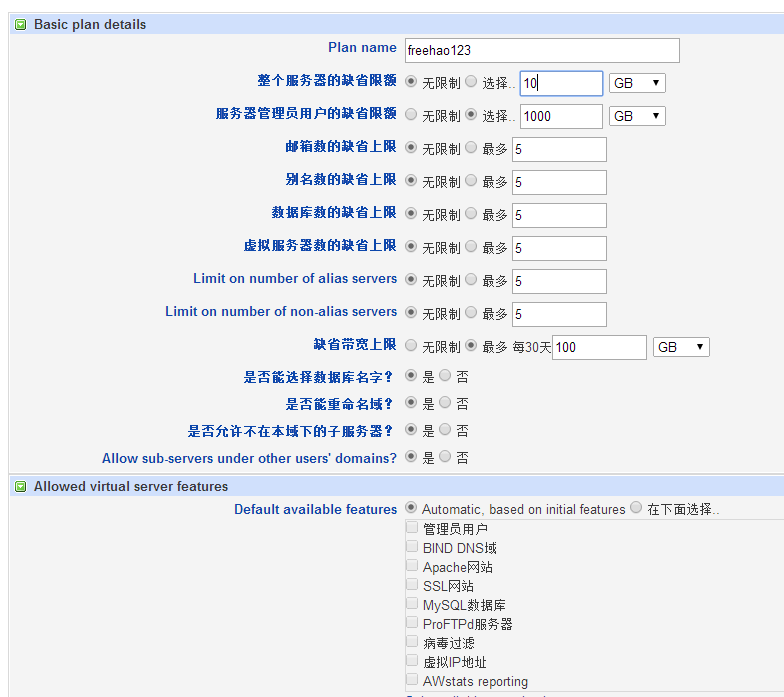 Basic plan details
Plan name freehao123
整个服务器的缺省限额 无限制 选择.. 10 GB
服务器管理员用户的缺省限额 无限制 选择.. 1000 GB
邮箱数的缺省上限 无限制 最多 5
别名数的缺省上限 无限制 最多 5
数据库数的缺省上限 无限制 最多 5
虚拟服务器数的缺省上限 无限制 最多 5
Limit on number of alias servers 无限制 最多 5
Limit on number of non-alias servers 无限制 最多 5
缺省带宽上限 无限制 最多 每30天 100 GB
是否能选择数据库名字? 是 否
是否能重命名域? 是 否
是否允许不在本域下的子服务器? 是 否
Allow sub-servers under other users' domains? 是 否
Allowed virtual server features
Default available features Automatic, based on initial features 在下面选择..
管理员用户
BIND DNS域
Apache网站
SSL网站
MySQL数据库
ProFTPd服务器
病毒过滤
虚拟IP地址
AWstats reporting